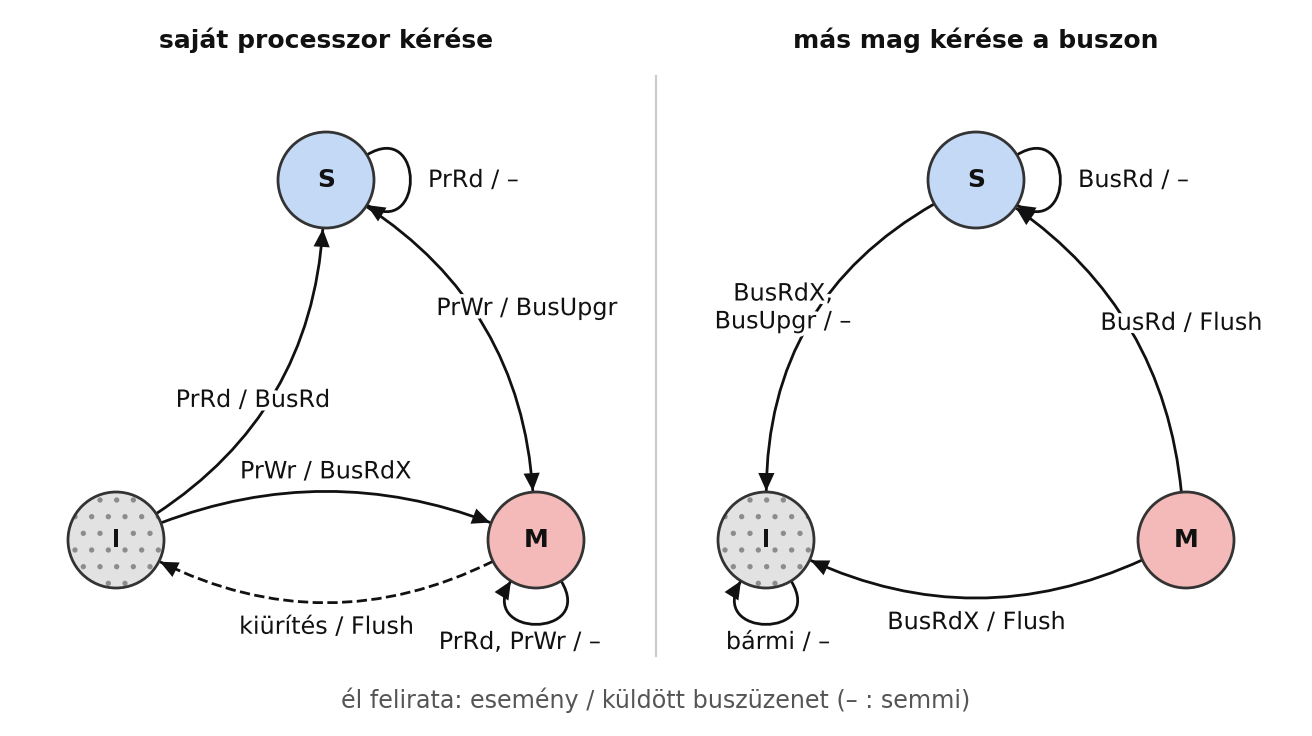 saját processzor kérése
S
PrRd / –
PrWr / BusUpgr
PrRd / BusRd
PrWr / BusRdX
I
M
kiürítés / Flush
PrRd, PrWr / –
más mag kérése a buszon
S
BusRd / –
BusRdX,
BusUpgr / –
BusRd / Flush
I
M
BusRdX / Flush
bármi / –
él felirata: esemény / küldött buszüzenet (– : semmi)